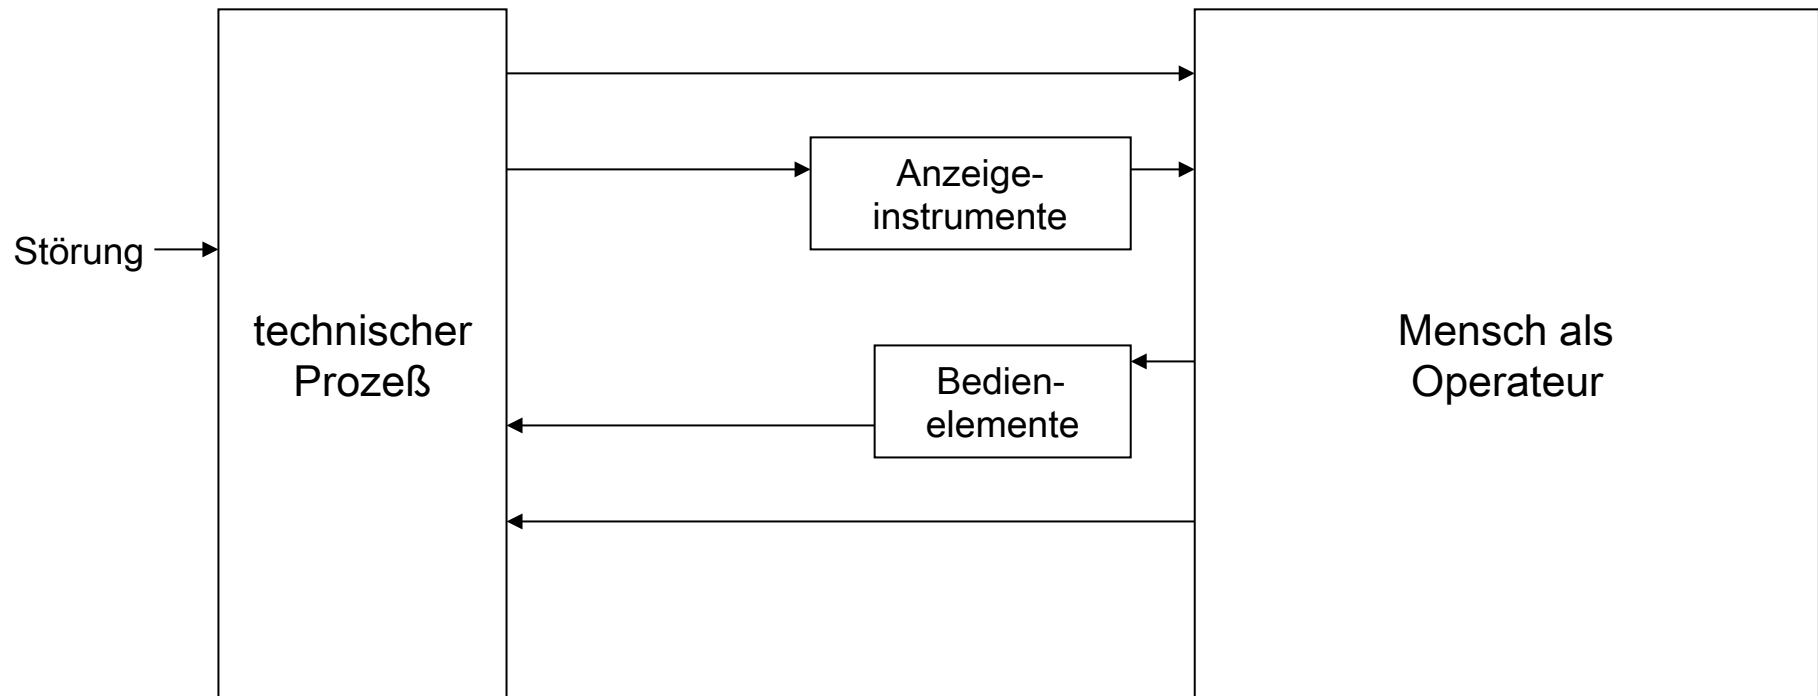 Anzeige-
instrumente
Störung
technischer
Prozeß
Mensch als
Operateur
Bedien-
elemente